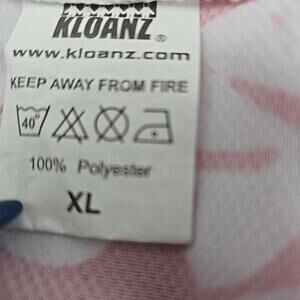 KLOANZ®
www.kloanz.com
KEEP AWAY FROM FIRE
40°
100% Polyester
XL